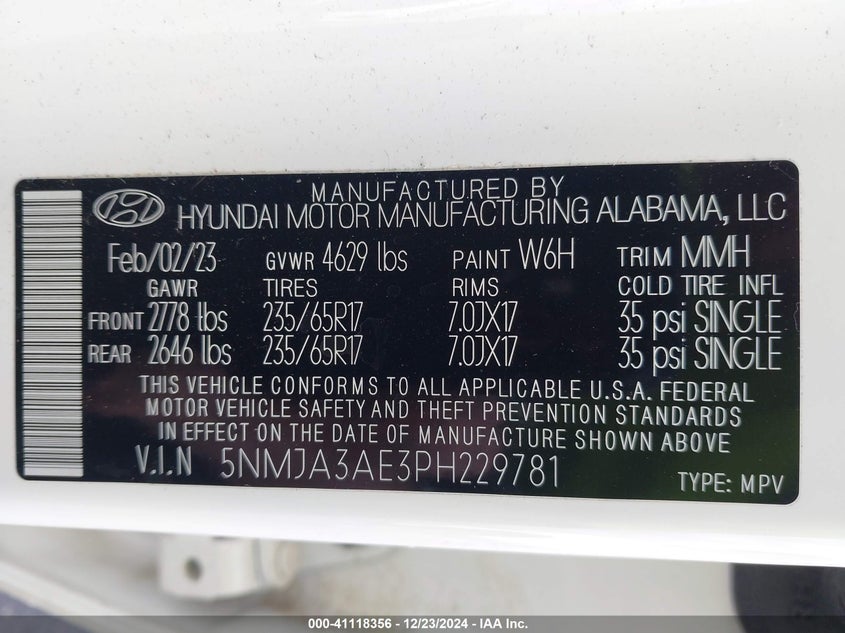 MANUFACTURED BY
HYUNDAI MOTOR MANUFACTURING ALABAMA, LLC
Feb/02/23 GVWR 4629 lbs PAINT W6H TRIM MMH
GAWR TIRES RIMS COLD TIRE INFL
FRONT 2778 lbs 235/65R17 7.0JX17 35 psi SINGLE
REAR 2646 lbs 235/65R17 7.0JX17 35 psi SINGLE
THIS VEHICLE CONFORMS TO ALL APPLICABLE U.S.A. FEDERAL
MOTOR VEHICLE SAFETY AND THEFT PREVENTION STANDARDS
IN EFFECT ON THE DATE OF MANUFACTURE SHOWN ABOVE
V.I.N 5NMJA3AE3PH229781
TYPE: MPV
000-41118356 - 12/23/2024 - IAA Inc.